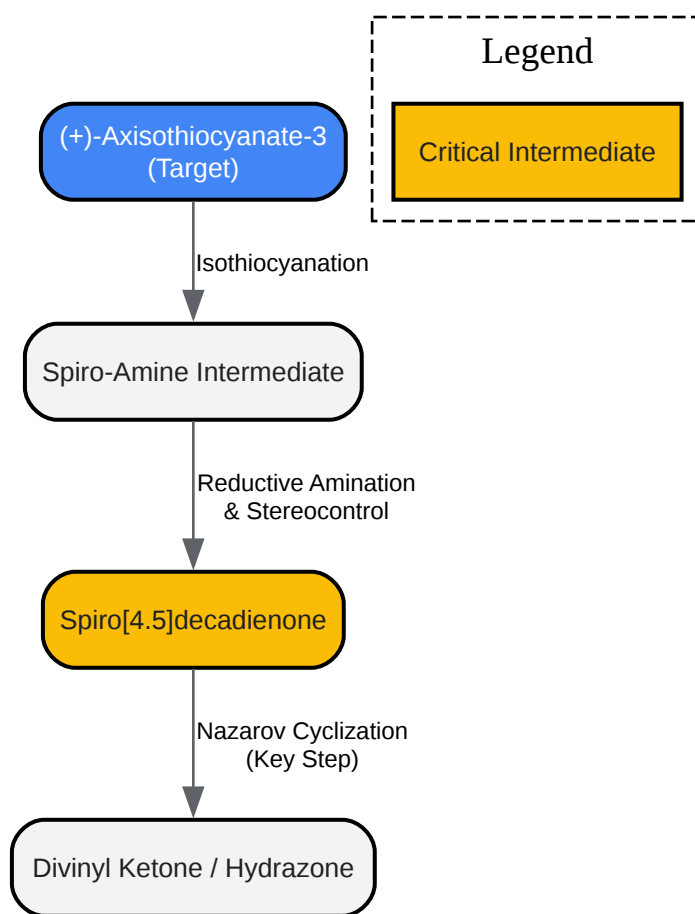 Legend
Critical Intermediate
(+)-Axisothiocyanate-3
(Target)
Isothiocyanation
Spiro-Amine Intermediate
Reductive Amination
& Stereocontrol
Spiro[4.5]decadienone
Nazarov Cyclization
(Key Step)
Divinyl Ketone / Hydrazone